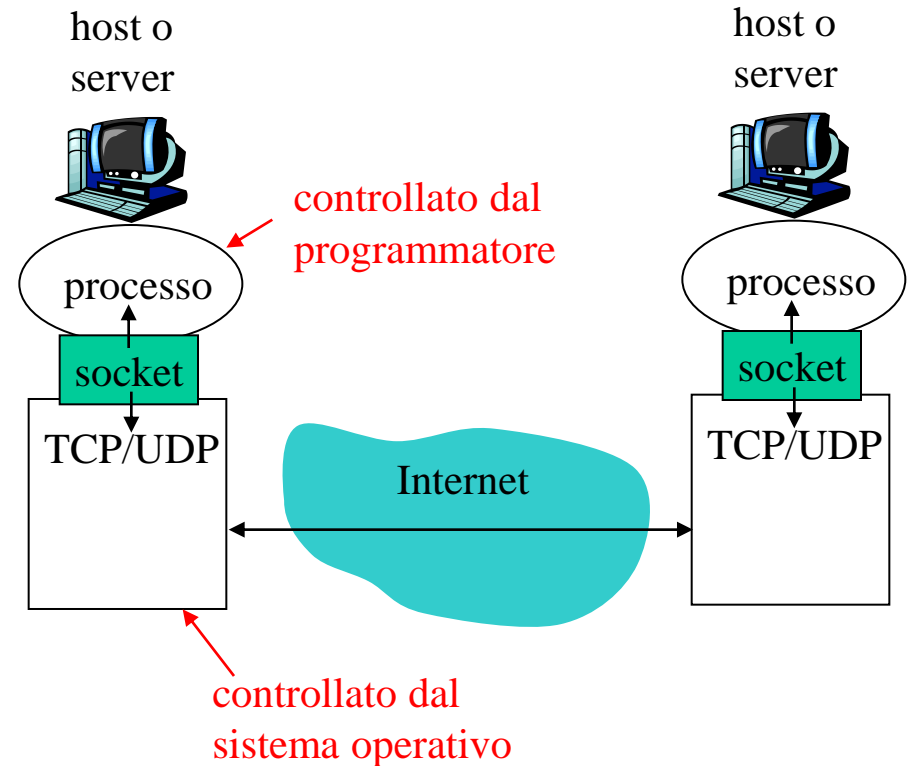 host o
server
host o
server
controllato dal
programmatore
processo
processo
socket
socket
TCP/UDP
TCP/UDP
Internet
controllato dal
sistema operativo